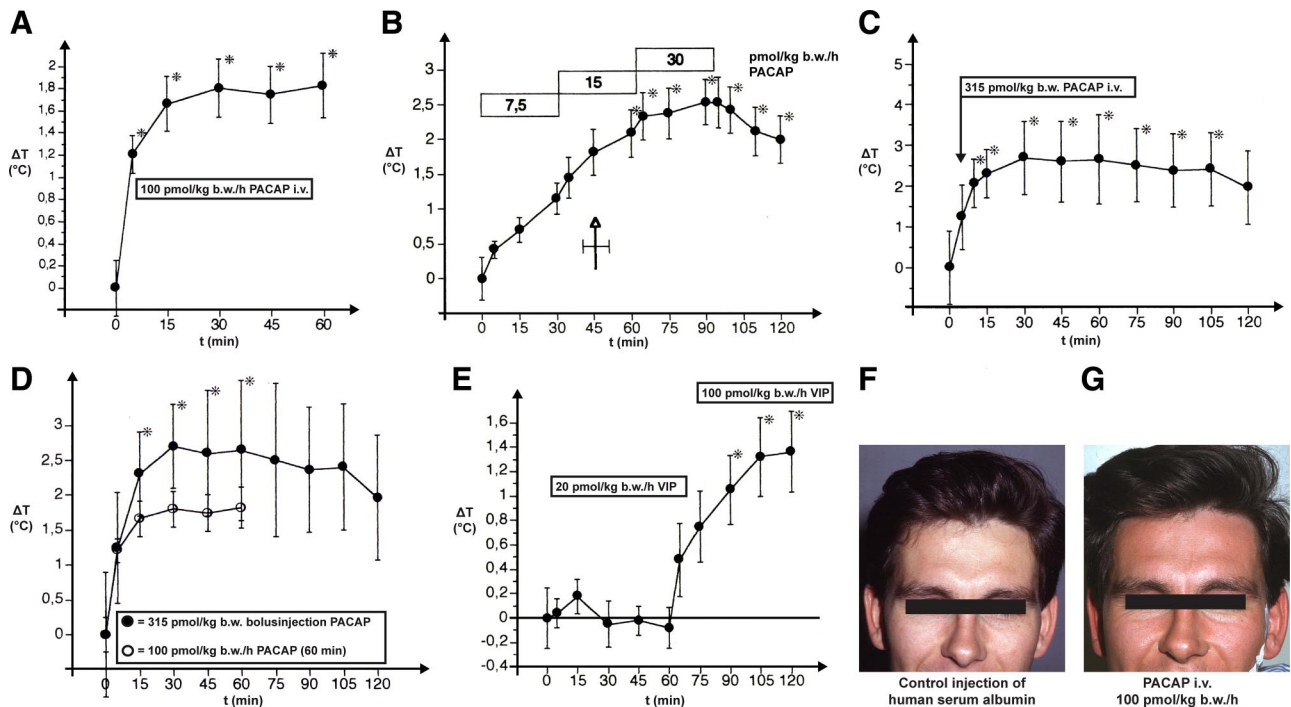 A
2
1,8
1,6
1,4
1,2
1
0,8
0,6
0,4
0,2
0
ΔT
(°C)
100 pmol/kg b.w./h PACAP i.v.
0 15 30 45 60
t (min)
B
3
2,5
2
1,5
1
0,5
0
ΔT
(°C)
7,5
15
30
pmol/kg b.w./h
PACAP
0 15 30 45 60 75 90 105 120
t (min)
C
5
4
3
2
1
0
ΔT
(°C)
315 pmol/kg b.w. PACAP i.v.
0 15 30 45 60 75 90 105 120
t (min)
D
3
2,5
2
1,5
1
0,5
0
ΔT
(°C)
= 315 pmol/kg b.w. bolusinjection PACAP
= 100 pmol/kg b.w./h PACAP (60 min)
0 15 30 45 60 75 90 105 120
t (min)
E
1,6
1,4
1,2
1
0,8
0,6
0,4
0,2
0
-0,2
-0,4
ΔT
(°C)
20 pmol/kg b.w./h VIP
100 pmol/kg b.w./h VIP
0 15 30 45 60 75 90 105 120
t (min)
F
Control injection of
human serum albumin
G
PACAP i.v.
100 pmol/kg b.w./h